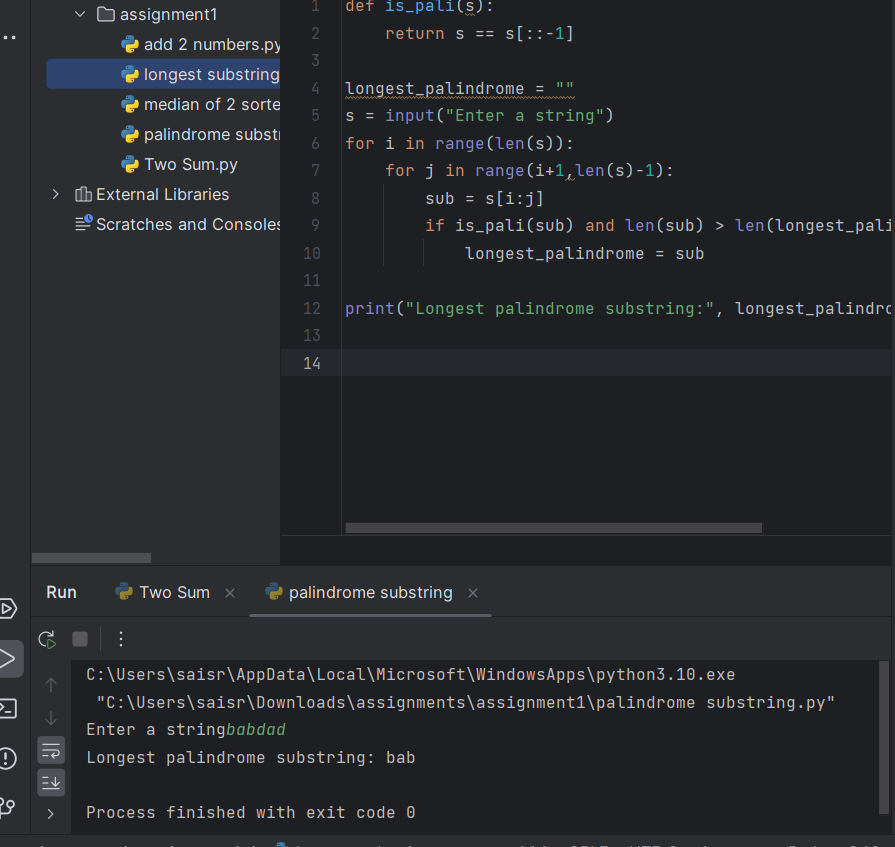 assignment1
add 2 numbers.py
longest substring
median of 2 sorte
palindrome substr
Two Sum.py
External Libraries
Scratches and Consoles
1 def is_pali(s):
2 return s == s[::-1]
3
4 longest_palindrome = ""
5 s = input("Enter a string")
6 for i in range(len(s)):
7 for j in range(i+1,len(s)-1):
8 sub = s[i:j]
9 if is_pali(sub) and len(sub) > len(longest_pali
10 longest_palindrome = sub
11
12 print("Longest palindrome substring:", longest_palindro
13
14
Run Two Sum palindrome substring
C:\Users\saisr\AppData\Local\Microsoft\WindowsApps\python3.10.exe
"C:\Users\saisr\Downloads\assignments\assignment1\palindrome substring.py"
Enter a stringbabdad
Longest palindrome substring: bab
Process finished with exit code 0